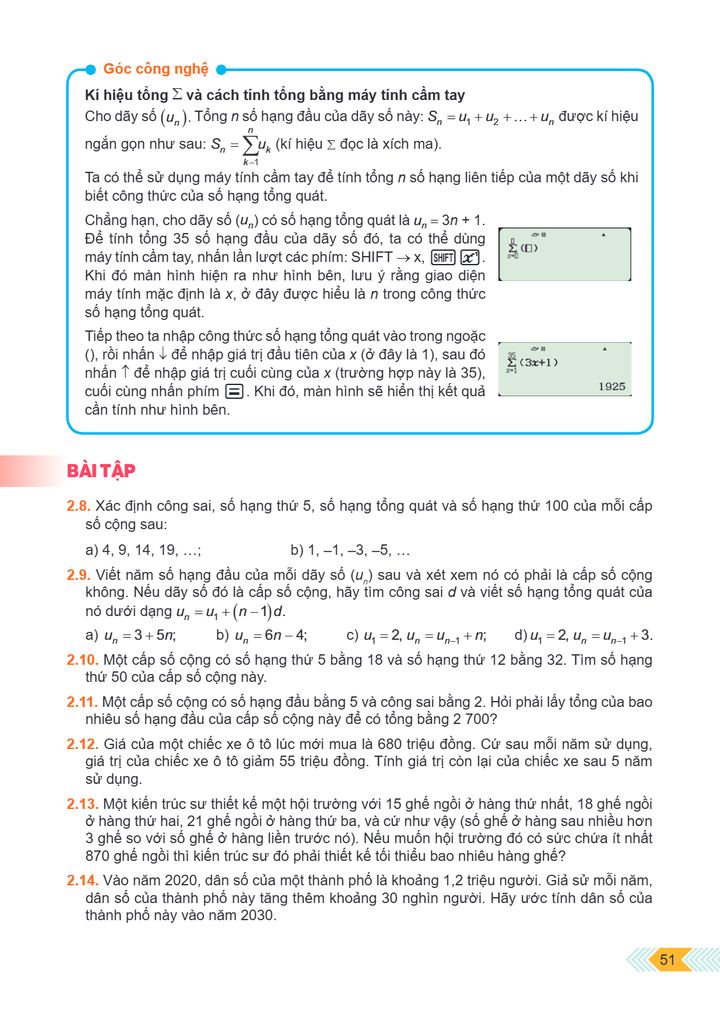 Góc công nghệ
Kí hiệu tổng Σ và cách tính tổng bằng máy tính cầm tay
Cho dãy số (uₙ). Tổng n số hạng đầu của dãy số này: Sₙ = u₁ + u₂ + … + uₙ được kí hiệu
ngắn gọn như sau: Sₙ = ∑ₖ₌₁ⁿ uₖ (kí hiệu Σ đọc là xích ma).
Ta có thể sử dụng máy tính cầm tay để tính tổng n số hạng liên tiếp của một dãy số khi
biết công thức của số hạng tổng quát.
Chẳng hạn, cho dãy số (uₙ) có số hạng tổng quát là uₙ = 3n + 1.
Để tính tổng 35 số hạng đầu của dãy số đó, ta có thể dùng
máy tính cầm tay, nhấn lần lượt các phím: SHIFT → x, SHIFT x.
Khi đó màn hình hiện ra như hình bên, lưu ý rằng giao diện
máy tính mặc định là x, ở đây được hiểu là n trong công thức
số hạng tổng quát.
Σ(□)
x=□
Tiếp theo ta nhập công thức số hạng tổng quát vào trong ngoặc
(), rồi nhấn ↓ để nhập giá trị đầu tiên của x (ở đây là 1), sau đó
nhấn ↑ để nhập giá trị cuối cùng của x (trường hợp này là 35),
cuối cùng nhấn phím =. Khi đó, màn hình sẽ hiển thị kết quả
cần tính như hình bên.
35
Σ(3x+1)
x=1
1925
BÀI TẬP
2.8. Xác định công sai, số hạng thứ 5, số hạng tổng quát và số hạng thứ 100 của mỗi cấp
số cộng sau:
a) 4, 9, 14, 19, …; b) 1, –1, –3, –5, …
2.9. Viết năm số hạng đầu của mỗi dãy số (uₙ) sau và xét xem nó có phải là cấp số cộng
không. Nếu dãy số đó là cấp số cộng, hãy tìm công sai d và viết số hạng tổng quát của
nó dưới dạng uₙ = u₁ + (n − 1)d.
a) uₙ = 3 + 5n; b) uₙ = 6n − 4; c) u₁ = 2, uₙ = uₙ₋₁ + n; d) u₁ = 2, uₙ = uₙ₋₁ + 3.
2.10. Một cấp số cộng có số hạng thứ 5 bằng 18 và số hạng thứ 12 bằng 32. Tìm số hạng
thứ 50 của cấp số cộng này.
2.11. Một cấp số cộng có số hạng đầu bằng 5 và công sai bằng 2. Hỏi phải lấy tổng của bao
nhiêu số hạng đầu của cấp số cộng này để có tổng bằng 2 700?
2.12. Giá của một chiếc xe ô tô lúc mới mua là 680 triệu đồng. Cứ sau mỗi năm sử dụng,
giá trị của chiếc xe ô tô giảm 55 triệu đồng. Tính giá trị còn lại của chiếc xe sau 5 năm
sử dụng.
2.13. Một kiến trúc sư thiết kế một hội trường với 15 ghế ngồi ở hàng thứ nhất, 18 ghế ngồi
ở hàng thứ hai, 21 ghế ngồi ở hàng thứ ba, và cứ như vậy (số ghế ở hàng sau nhiều hơn
3 ghế so với số ghế ở hàng liền trước nó). Nếu muốn hội trường đó có sức chứa ít nhất
870 ghế ngồi thì kiến trúc sư đó phải thiết kế tối thiểu bao nhiêu hàng ghế?
2.14. Vào năm 2020, dân số của một thành phố là khoảng 1,2 triệu người. Giả sử mỗi năm,
dân số của thành phố này tăng thêm khoảng 30 nghìn người. Hãy ước tính dân số của
thành phố này vào năm 2030.
51